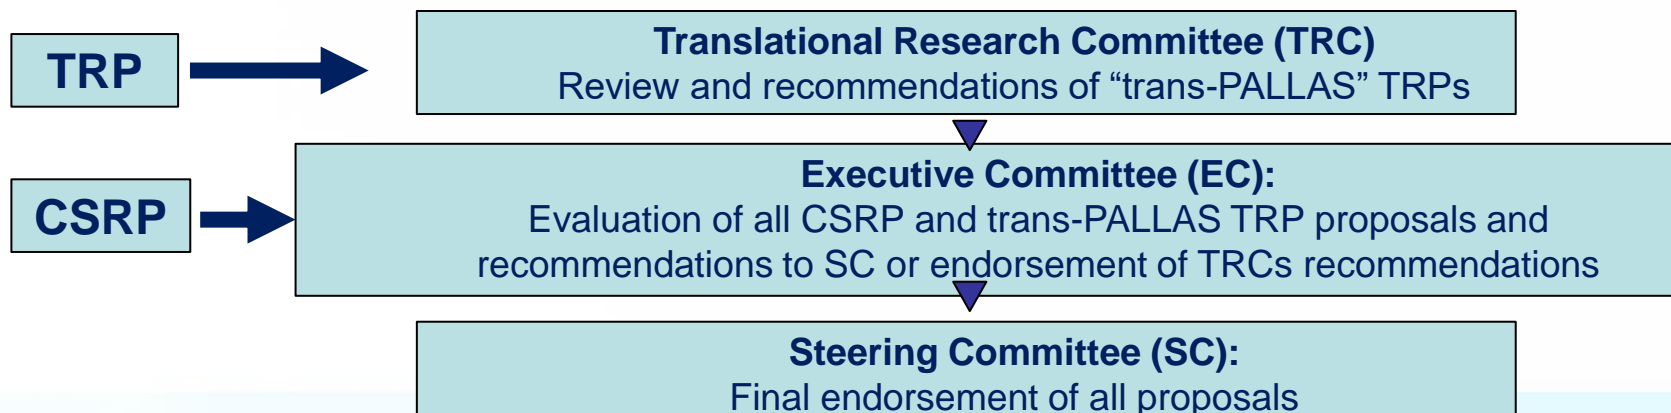 TRP
Translational Research Committee (TRC)
Review and recommendations of “trans-PALLAS” TRPs
CSRP
Executive Committee (EC):
Evaluation of all CSRP and trans-PALLAS TRP proposals and
recommendations to SC or endorsement of TRCs recommendations
Steering Committee (SC):
Final endorsement of all proposals